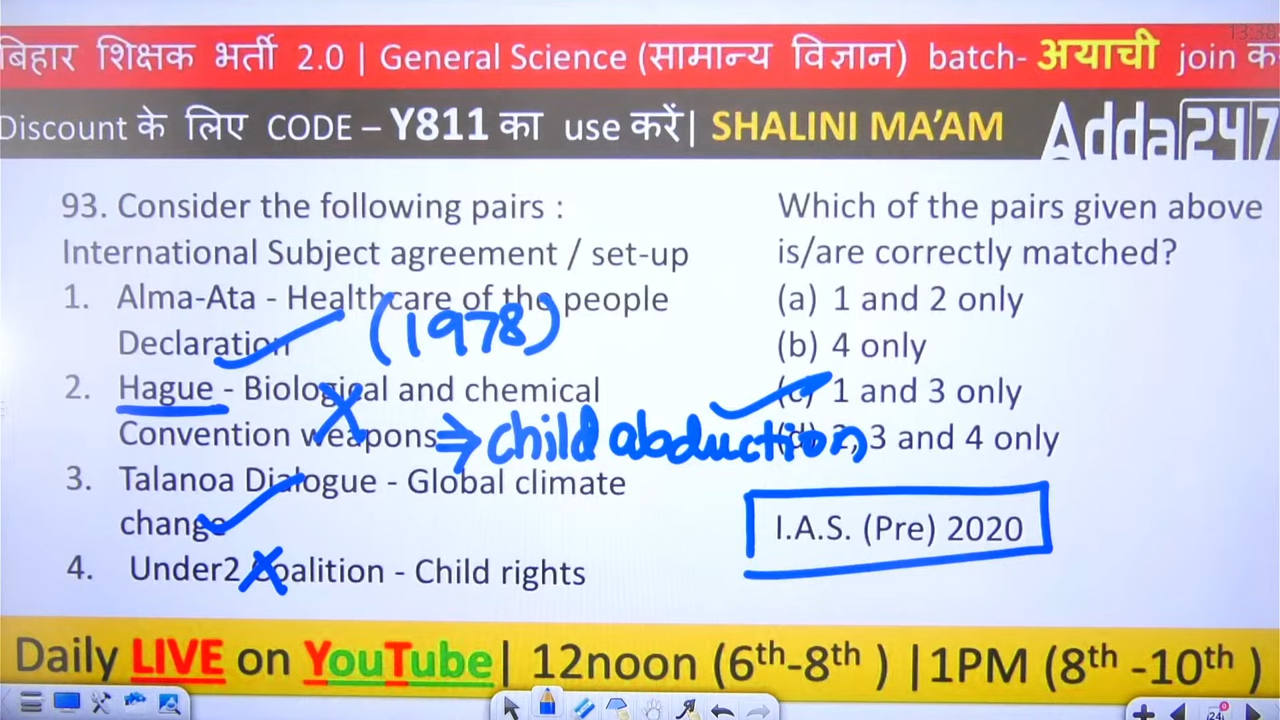 13:38
बिहार शिक्षक भर्ती 2.0 | General Science (सामान्य विज्ञान) batch- अयाची join क
Discount के लिए CODE – Y811 का use करें| SHALINI MA'AM Adda247
93. Consider the following pairs :
International Subject agreement / set-up
1. Alma-Ata - Healthcare of the people
Declaration
(1978)
2. Hague - Biological and chemical
Convention weapons
⇒ child abduction
3. Talanoa Dialogue - Global climate
change
4. Under2 Coalition - Child rights
Which of the pairs given above
is/are correctly matched?
(a) 1 and 2 only
(b) 4 only
(c) 1 and 3 only
(d) 2, 3 and 4 only
I.A.S. (Pre) 2020
Daily LIVE on YouTube| 12noon (6th-8th ) |1PM (8th -10th )
24